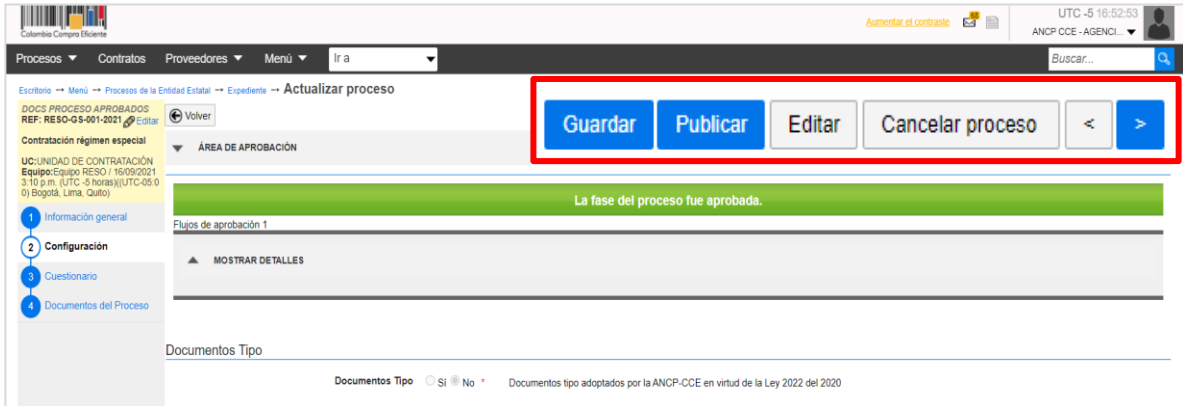 Colombia Compra Eficiente
Aumentar el contraste
UTC -5 16:52:53
ANCP CCE - AGENCI...
Procesos Contratos Proveedores Menú Ir a Buscar...
Escritorio → Menú → Procesos de la Entidad Estatal → Expediente → Actualizar proceso
DOCS PROCESO APROBADOS
REF: RESO-GS-001-2021 Editar
Contratación régimen especial
UC:UNIDAD DE CONTRATACIÓN
Equipo:Equipo RESO / 16/09/2021
3:10 p.m. (UTC -5 horas)((UTC-05:0
0) Bogotá, Lima, Quito)
1 Información general
2 Configuración
3 Cuestionario
4 Documentos del Proceso
Volver
Guardar Publicar Editar Cancelar proceso < >
ÁREA DE APROBACIÓN
La fase del proceso fue aprobada.
Flujos de aprobación 1
MOSTRAR DETALLES
Documentos Tipo
Documentos Tipo Sí No * Documentos tipo adoptados por la ANCP-CCE en virtud de la Ley 2022 del 2020